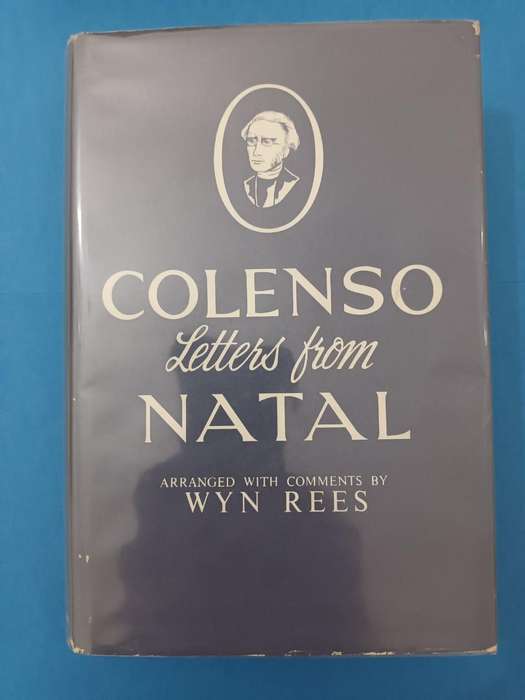 COLENSO
Letters from
NATAL
ARRANGED WITH COMMENTS BY
WYN REES